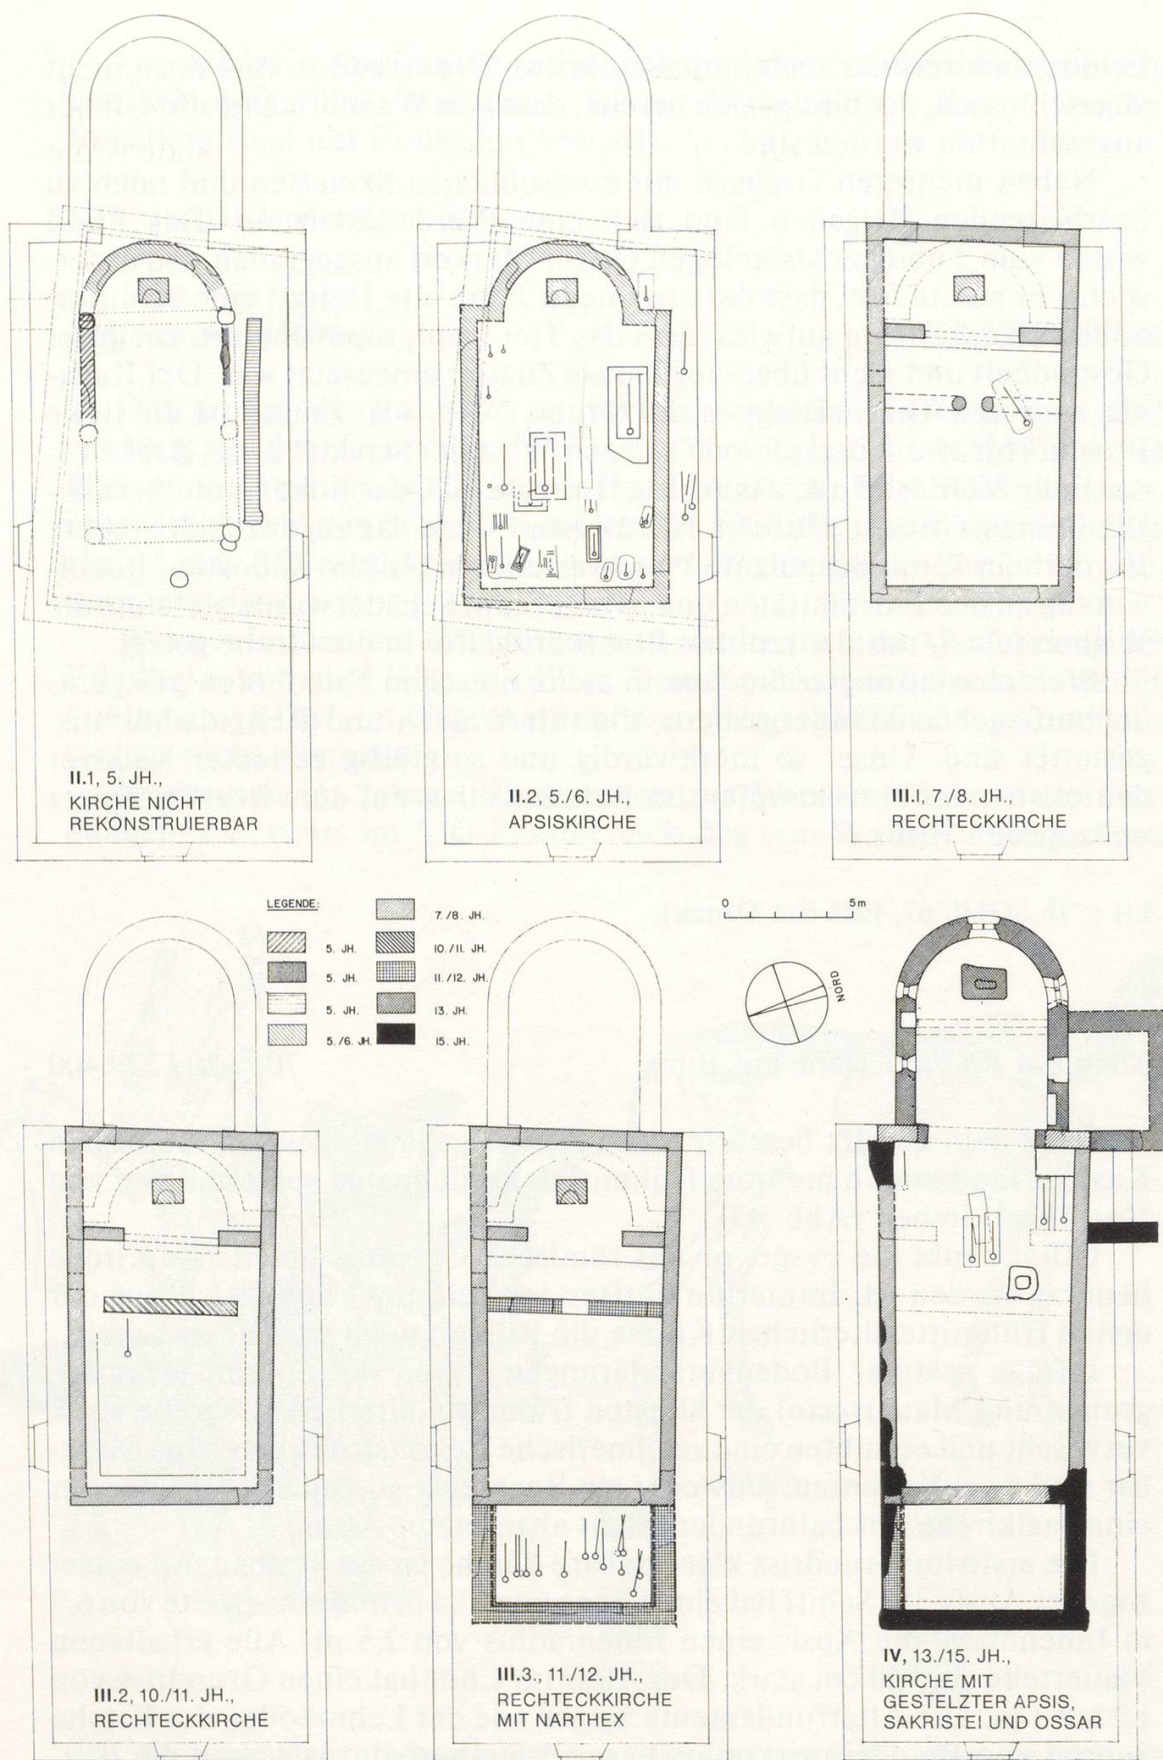 II.1, 5. JH.,
KIRCHE NICHT
REKONSTRUIERBAR
II.2, 5./6. JH.,
APSISKIRCHE
III.I, 7./8. JH.,
RECHTECKKIRCHE
LEGENDE:
5. JH.
5. JH.
5. JH.
5./6. JH.
7./8. JH.
10./11. JH.
11./12. JH.
13. JH.
15. JH.
0 5m
NORD
III.2, 10./11. JH.,
RECHTECKKIRCHE
III.3, 11./12. JH.,
RECHTECKKIRCHE
MIT NARTHEX
IV, 13./15. JH.,
KIRCHE MIT
GESTELZTER APSIS,
SAKRISTEI UND OSSAR